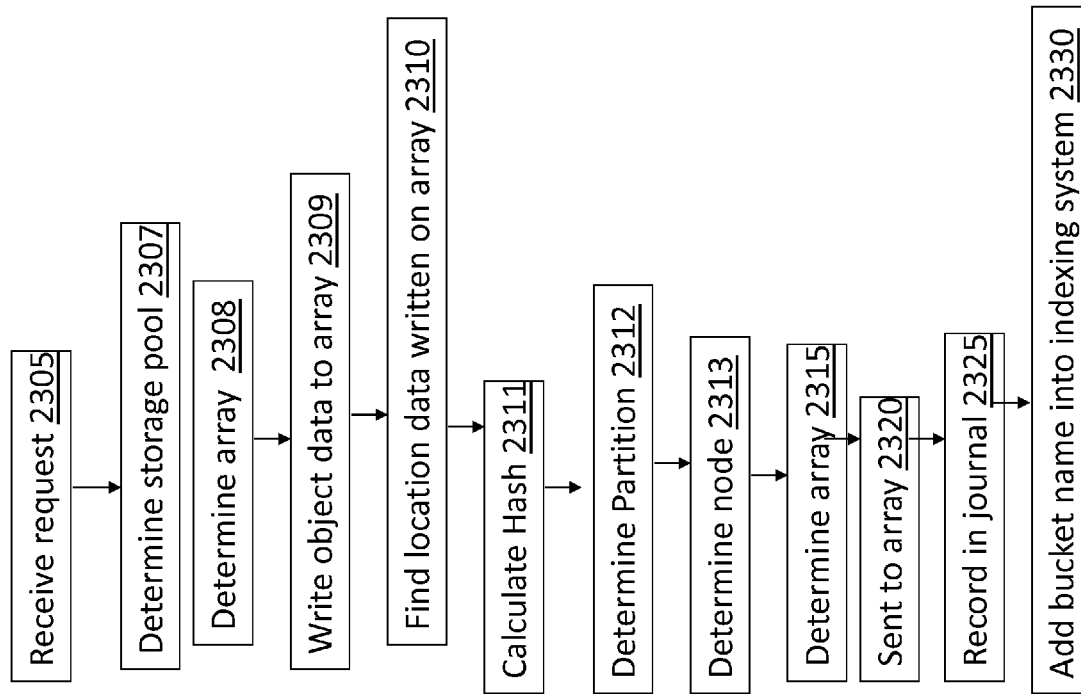 Receive request 2305
Determine storage pool 2307
Determine array 2308
Write object data to array 2309
Find location data written on array 2310
Calculate Hash 2311
Determine Partition 2312
Determine node 2313
Determine array 2315
Sent to array 2320
Record in journal 2325
Add bucket name into indexing system 2330